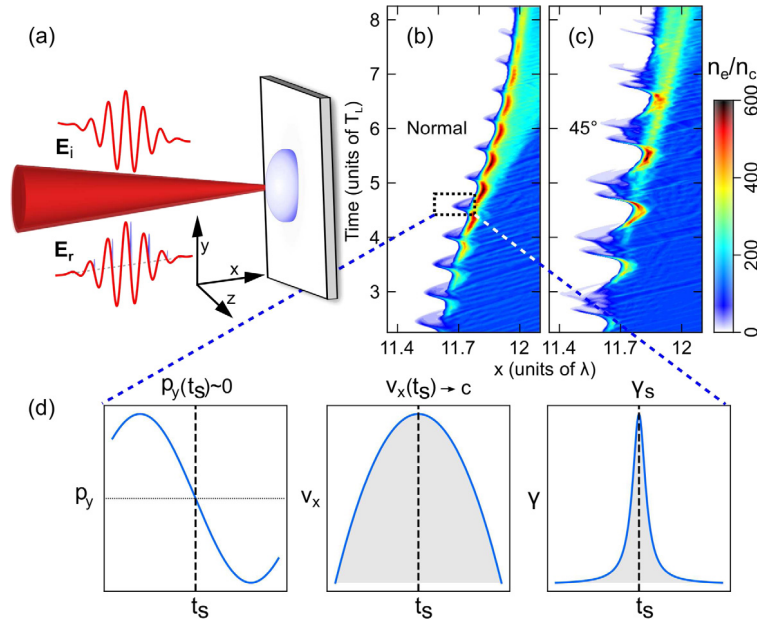 (a)
E_i
E_r
y
x
z
(b)
(c)
n_e/n_c
Normal
45°
Time (units of T_L)
8
7
6
5
4
3
600
400
200
0
11.4 11.7 12
11.4 11.7 12
x (units of λ)
(d)
p_y(t_S)~0
v_x(t_S) → c
γ_S
p_y
v_x
γ
t_S
t_S
t_S